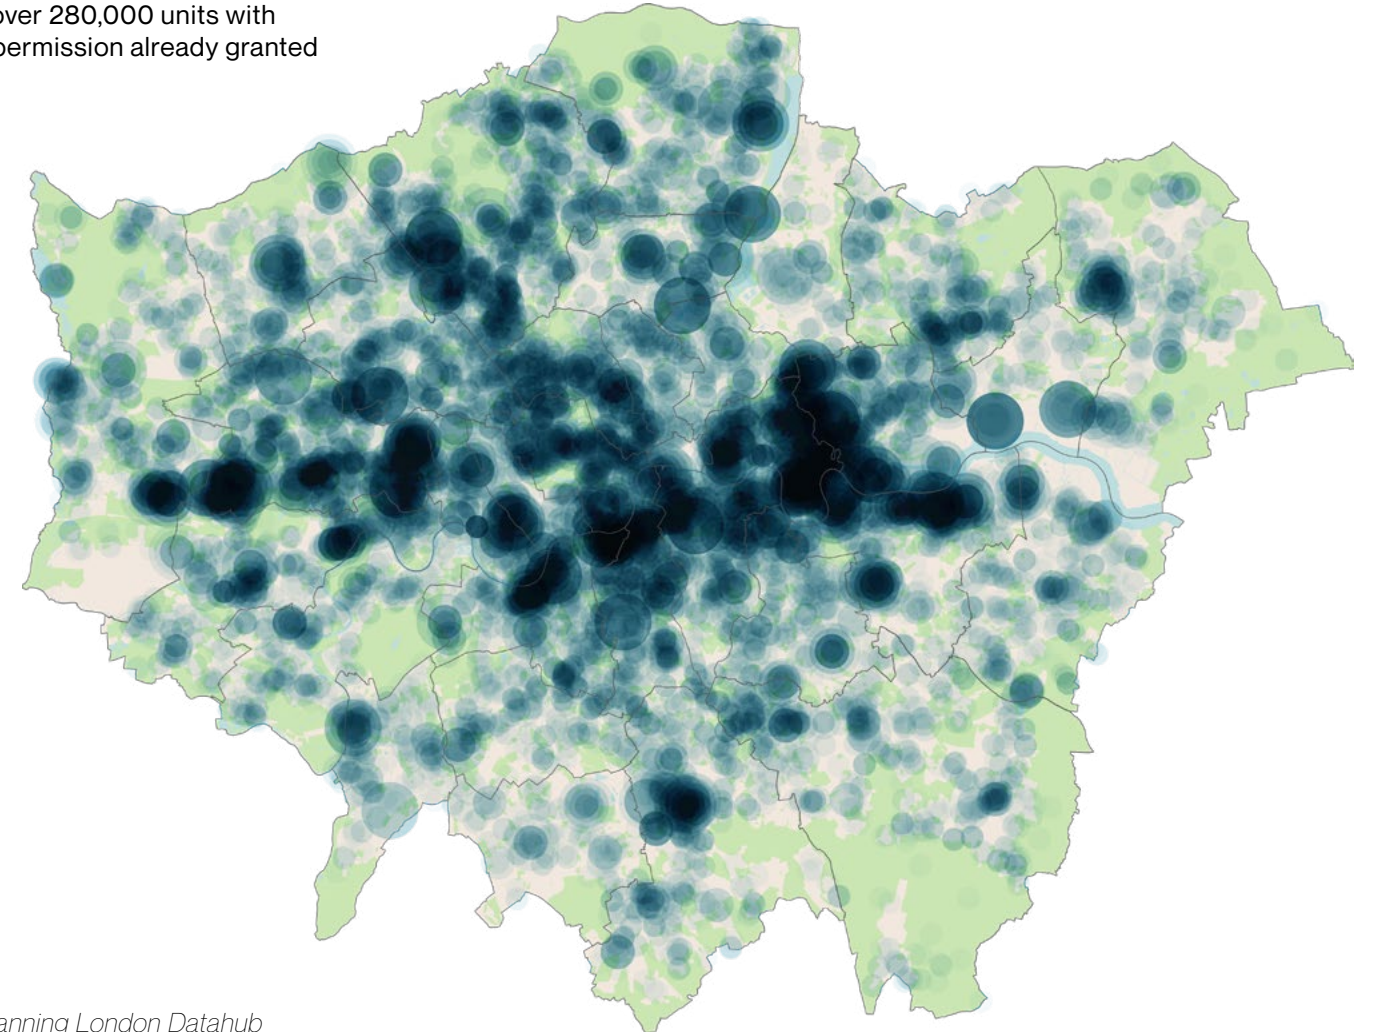 over 280,000 units with
permission already granted
anning London Datahub